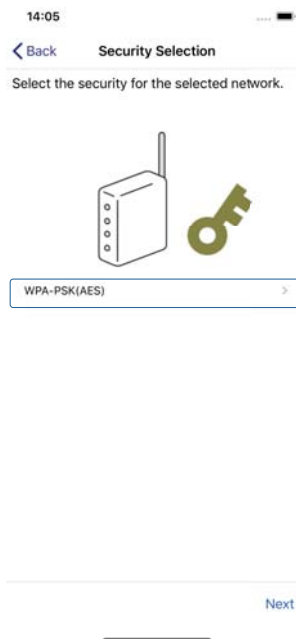 14:05
Back
Security Selection
Select the security for the selected network.
WPA-PSK(AES)
Next